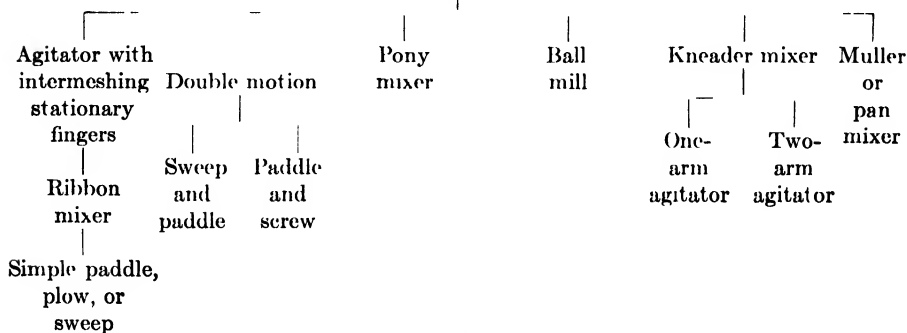 Agitator with
intermeshing
stationary
fingers
Ribbon
mixer
Simple paddle,
plow, or
sweep
Double motion
Sweep
and
paddle
Paddle
and
screw
Pony
mixer
Ball
mill
Kneader mixer
One-
arm
agitator
Two-
arm
agitator
Muller
or
pan
mixer